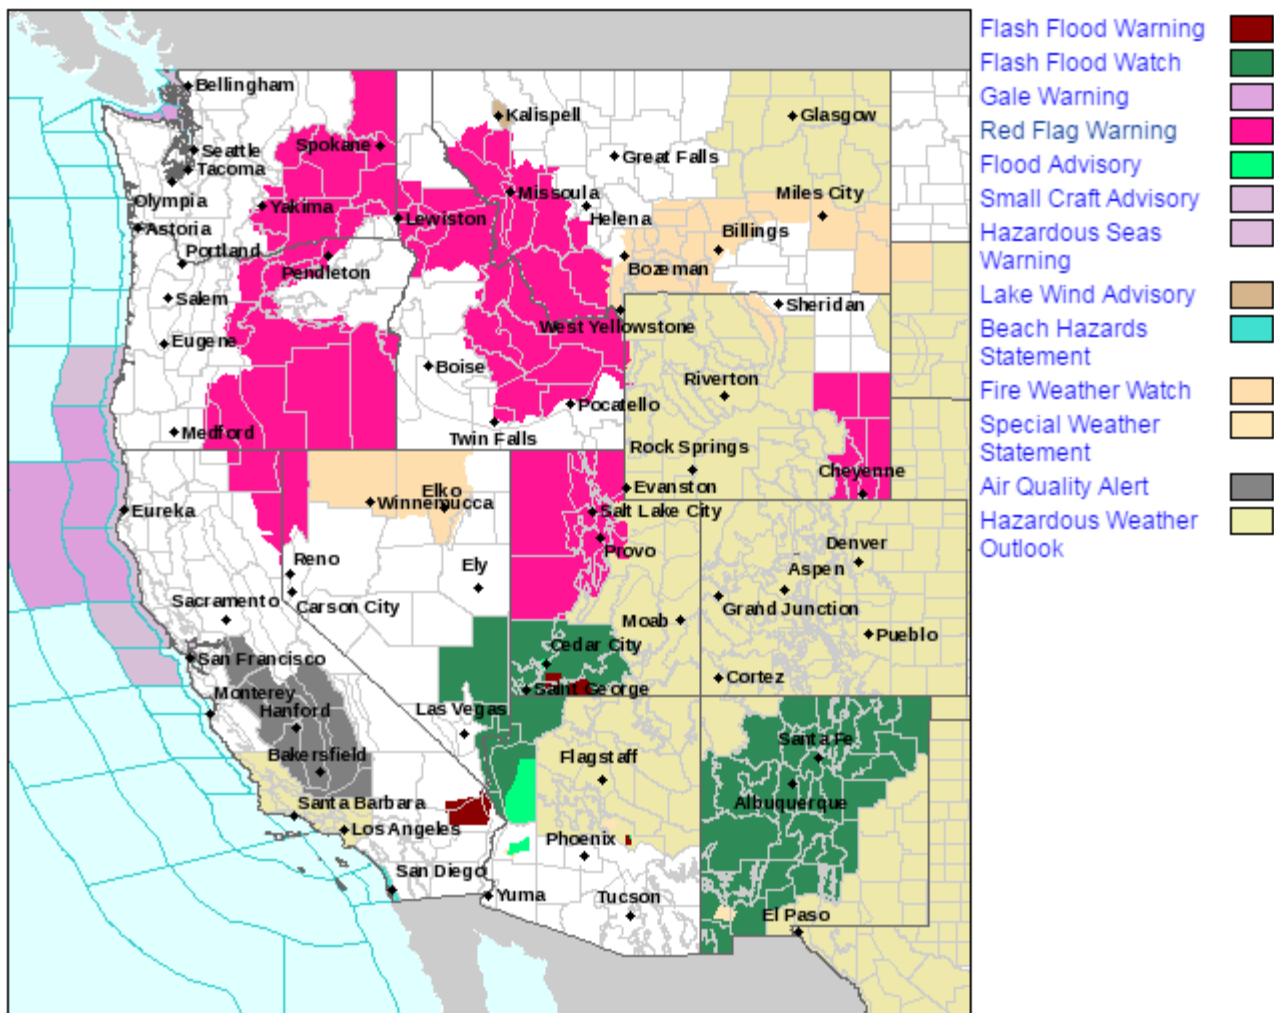 Bellingham
Kalispell
Glasgow
Seattle
Spokane
Great Falls
Tacoma
Missoula
Miles City
Olympia
Yakima
Lewiston
Helena
Astoria
Billings
Portland
Pendleton
Bozeman
Salem
Sheridan
West Yellowstone
Eugene
Boise
Riverton
Pocatello
Medford
Twin Falls
Rock Springs
Cheyenne
Elko
Evanston
Winnemucca
Eureka
Salt Lake City
Provo
Denver
Reno
Ely
Aspen
Sacramento
Carson City
Grand Junction
Moab
Pueblo
Cedar City
San Francisco
Cortez
Saint George
Monterey
Hanford
Las Vegas
Santa Fe
Bakersfield
Flagstaff
Santa Barbara
Albuquerque
Los Angeles
Phoenix
San Diego
Yuma
Tucson
El Paso
Flash Flood Warning
Flash Flood Watch
Gale Warning
Red Flag Warning
Flood Advisory
Small Craft Advisory
Hazardous Seas
Warning
Lake Wind Advisory
Beach Hazards
Statement
Fire Weather Watch
Special Weather
Statement
Air Quality Alert
Hazardous Weather
Outlook